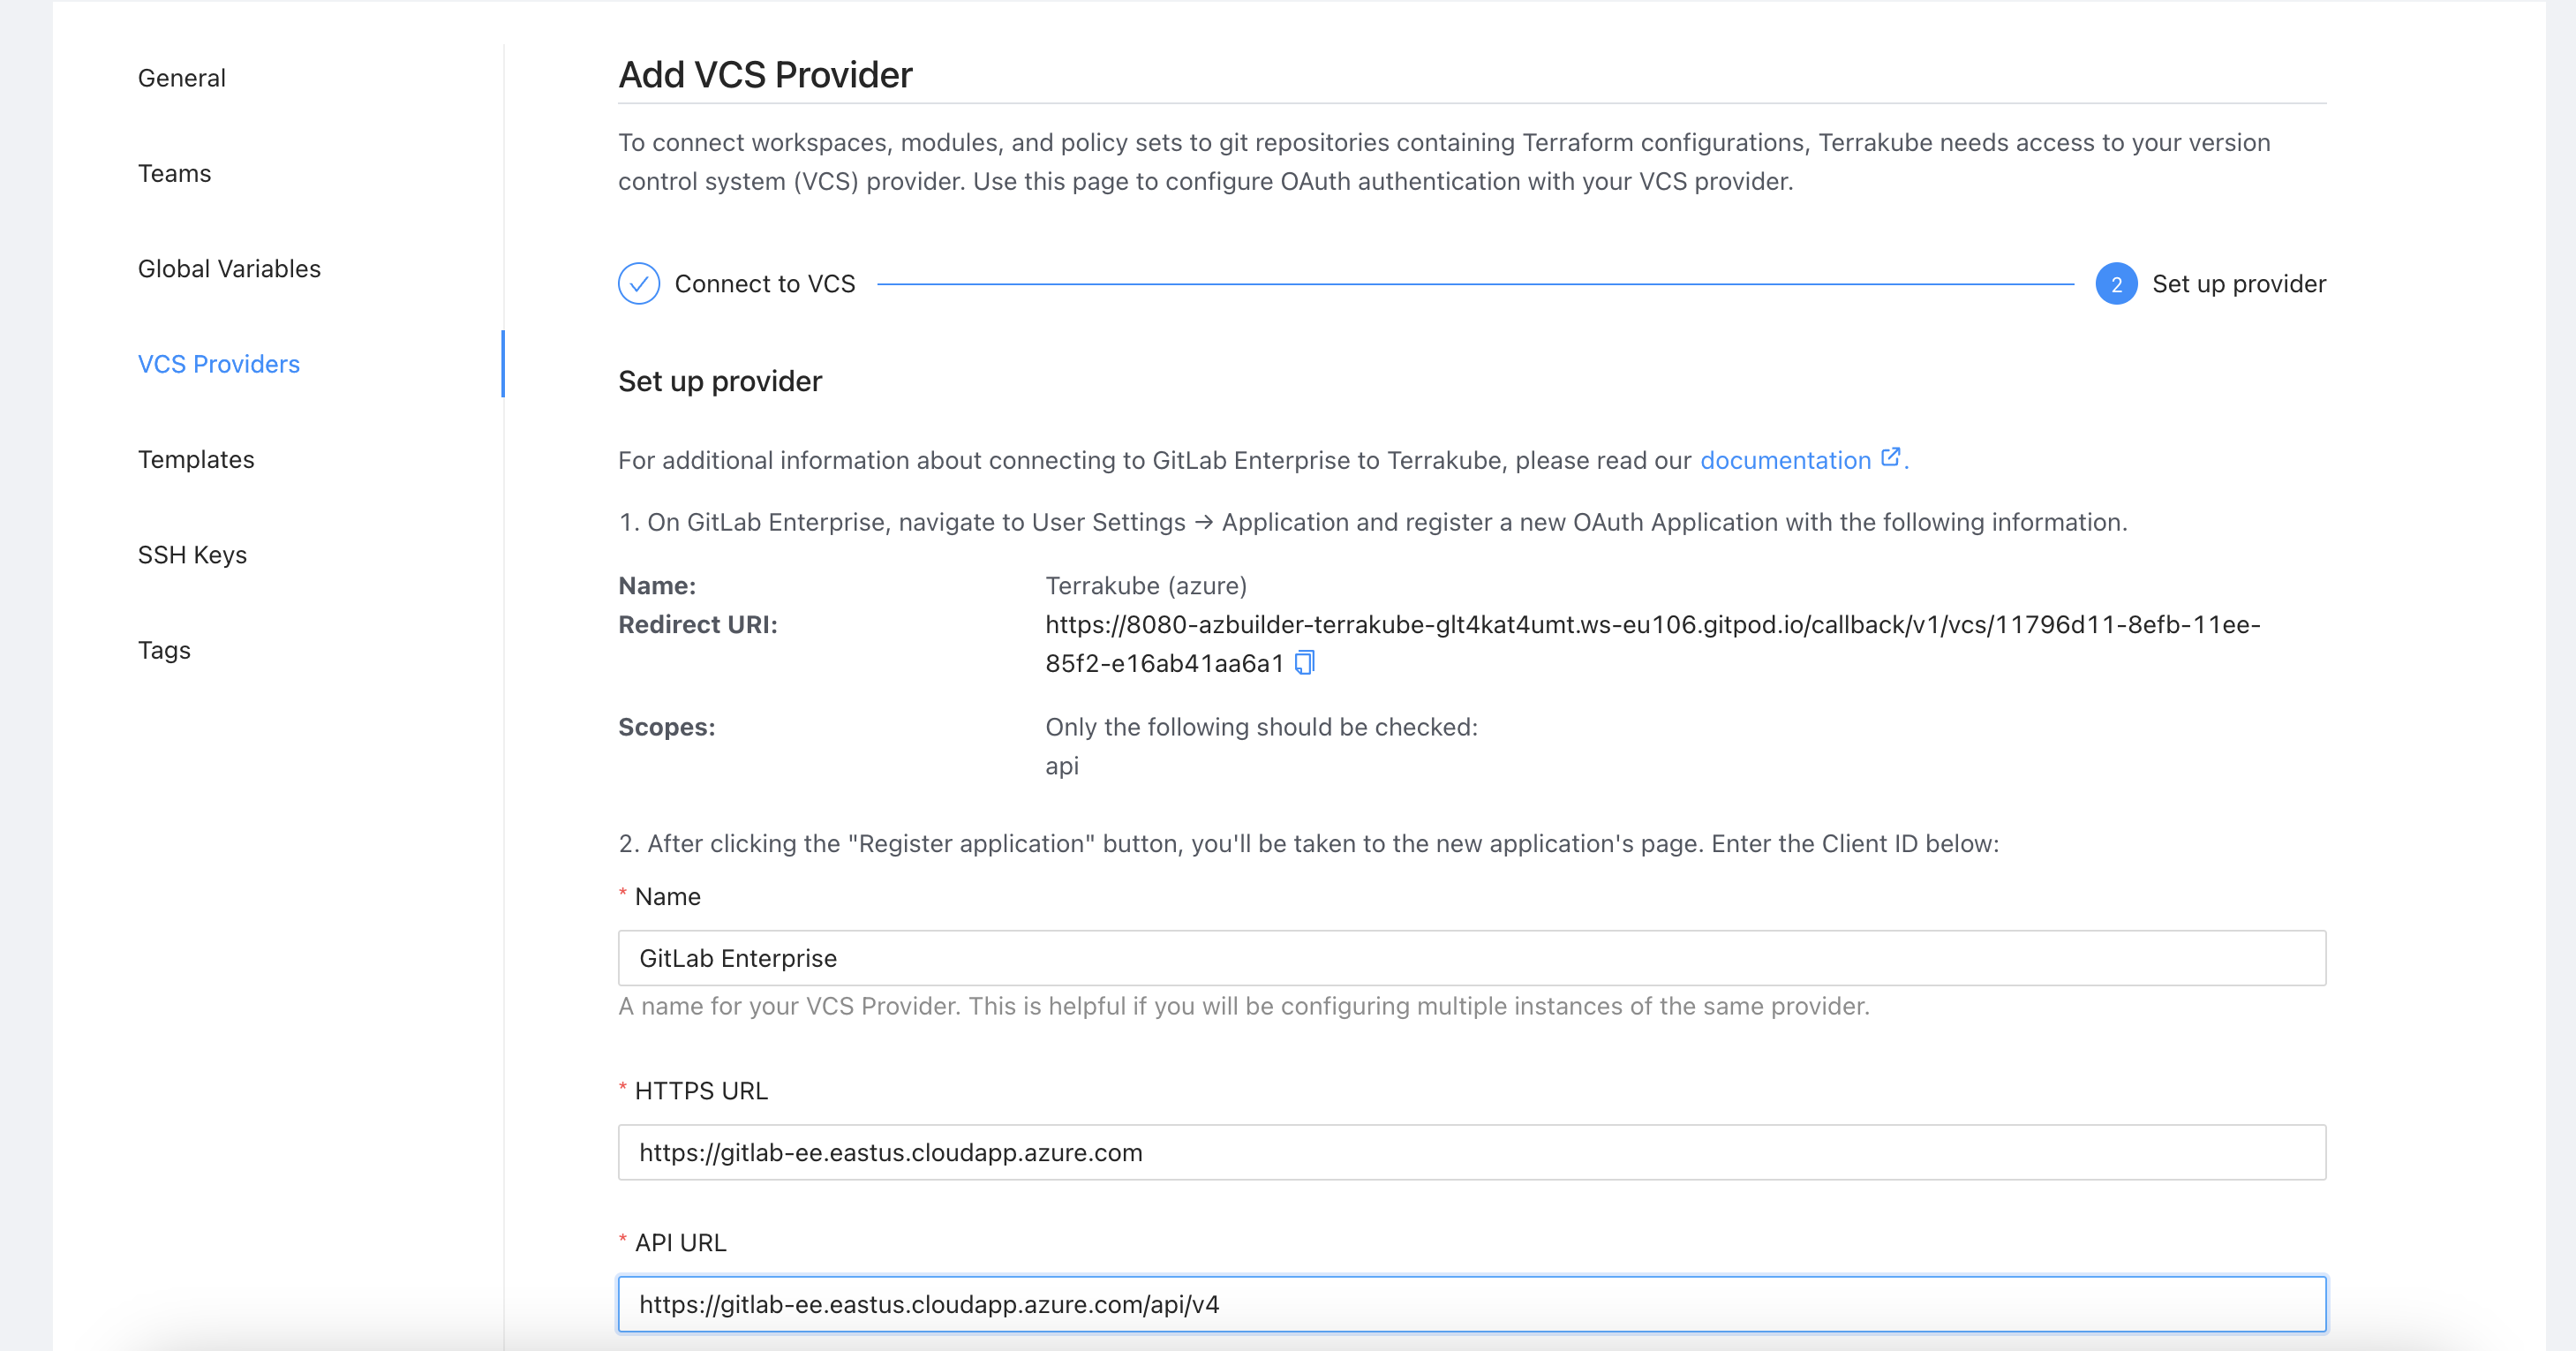 General
Teams
Global Variables
VCS Providers
Templates
SSH Keys
Tags
Add VCS Provider
To connect workspaces, modules, and policy sets to git repositories containing Terraform configurations, Terrakube needs access to your version
control system (VCS) provider. Use this page to configure OAuth authentication with your VCS provider.
Connect to VCS
2 Set up provider
Set up provider
For additional information about connecting to GitLab Enterprise to Terrakube, please read our documentation .
1. On GitLab Enterprise, navigate to User Settings → Application and register a new OAuth Application with the following information.
Name: Terrakube (azure)
Redirect URI: https://8080-azbuilder-terrakube-glt4kat4umt.ws-eu106.gitpod.io/callback/v1/vcs/11796d11-8efb-11ee-
85f2-e16ab41aa6a1
Scopes: Only the following should be checked:
api
2. After clicking the "Register application" button, you'll be taken to the new application's page. Enter the Client ID below:
* Name
GitLab Enterprise
A name for your VCS Provider. This is helpful if you will be configuring multiple instances of the same provider.
* HTTPS URL
https://gitlab-ee.eastus.cloudapp.azure.com
* API URL
https://gitlab-ee.eastus.cloudapp.azure.com/api/v4